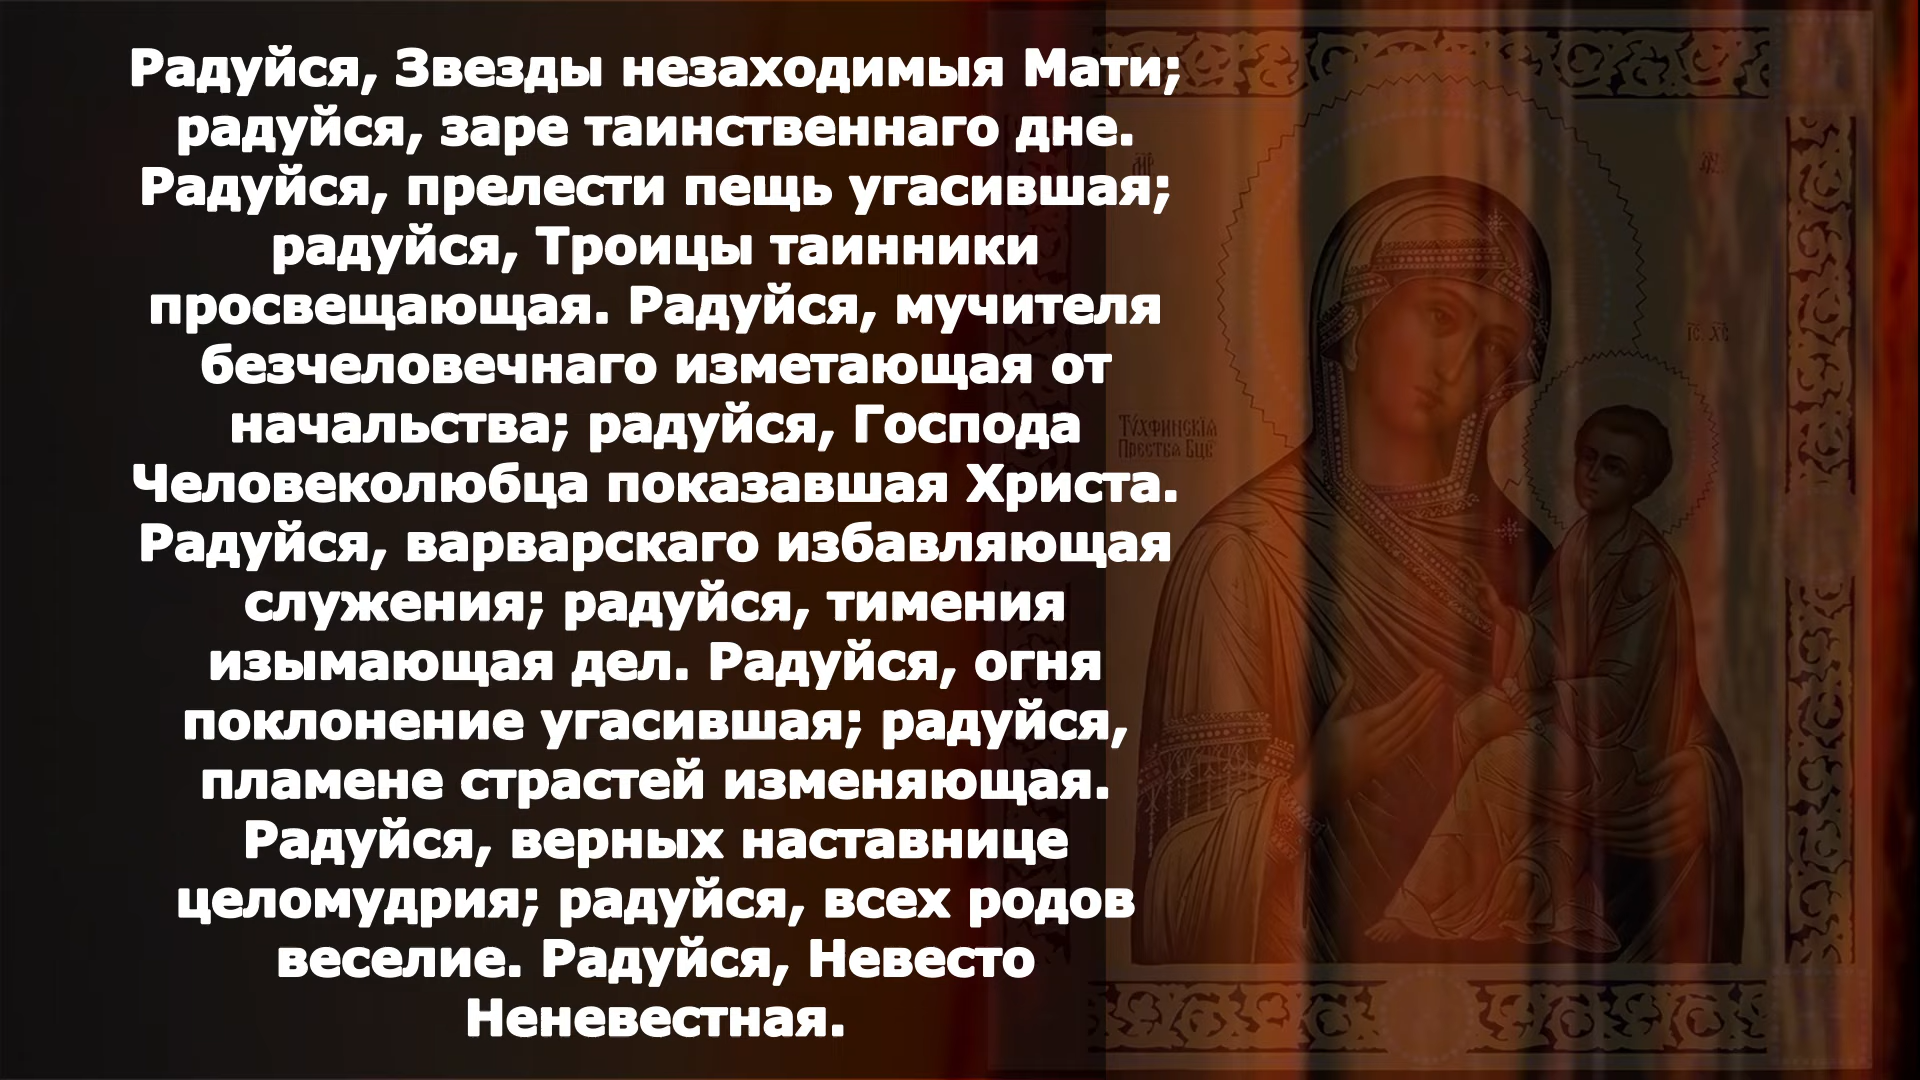 Радуйся, Звезды незаходимыя Мати;
радуйся, заре таинственнаго дне.
Радуйся, прелести пещь угасившая;
радуйся, Троицы таинники
просвещающая. Радуйся, мучителя
безчеловечнаго изметающая от
начальства; радуйся, Господа
Человеколюбца показавшая Христа.
Радуйся, варварскаго избавляющая
служения; радуйся, тимения
изымающая дел. Радуйся, огня
поклонение угасившая; радуйся,
пламене страстей изменяющая.
Радуйся, верных наставнице
целомудрия; радуйся, всех родов
веселие. Радуйся, Невесто
Неневестная.